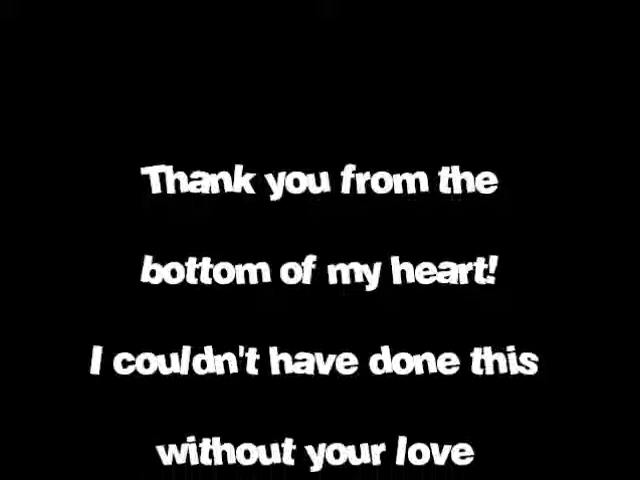 Thank you from the
bottom of my heart!
I couldn't have done this
without your love